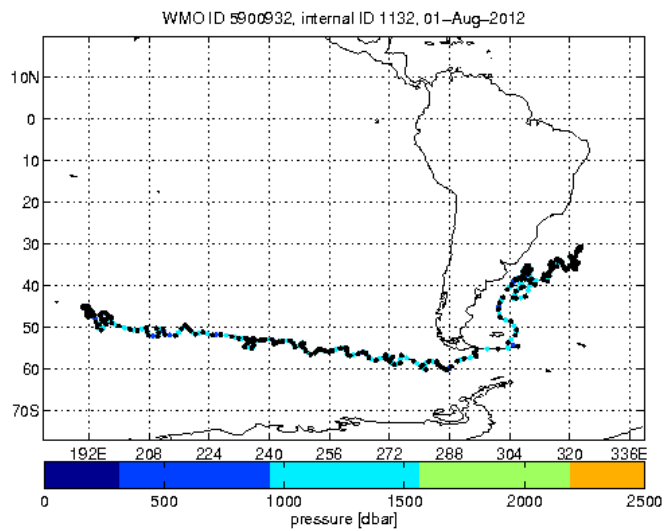 WMO ID 5900932, internal ID 1132, 01-Aug-2012
10N
0
10
20
30
40
50
60
70S
192E 208 224 240 256 272 288 304 320 336E
0 500 1000 1500 2000 2500
pressure [dbar]